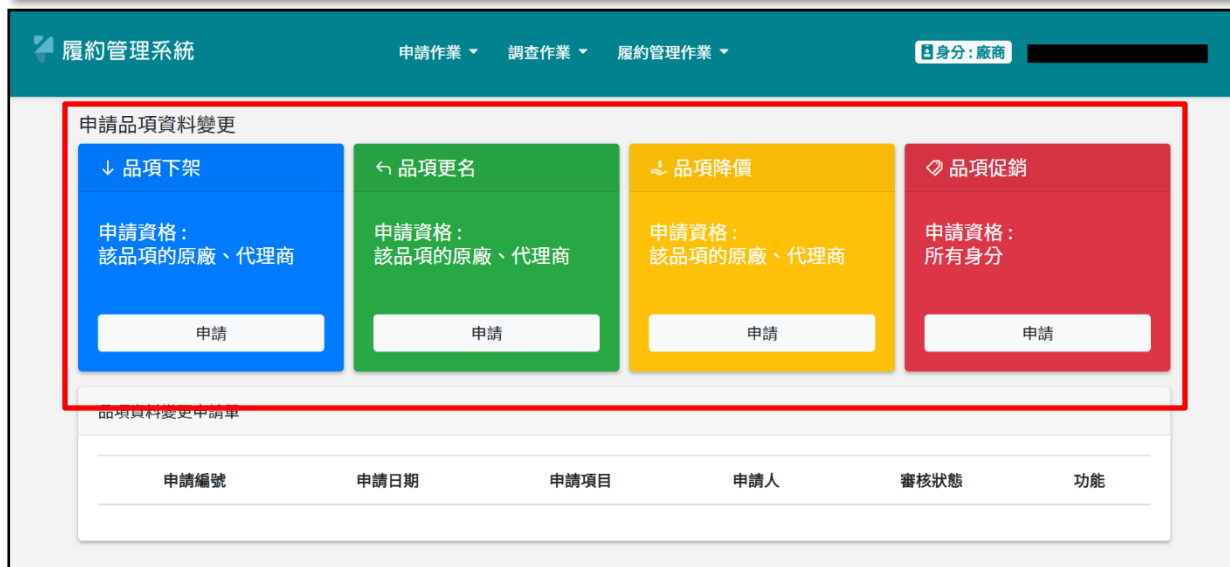 履約管理系統
申請作業 調查作業 履約管理作業 身分:廠商
申請品項資料變更
品項下架
申請資格:
該品項的原廠、代理商
申請
品項更名
申請資格:
該品項的原廠、代理商
申請
品項降價
申請資格:
該品項的原廠、代理商
申請
品項促銷
申請資格:
所有身分
申請
品項資料變更申請單
申請編號 申請日期 申請項目 申請人 審核狀態 功能